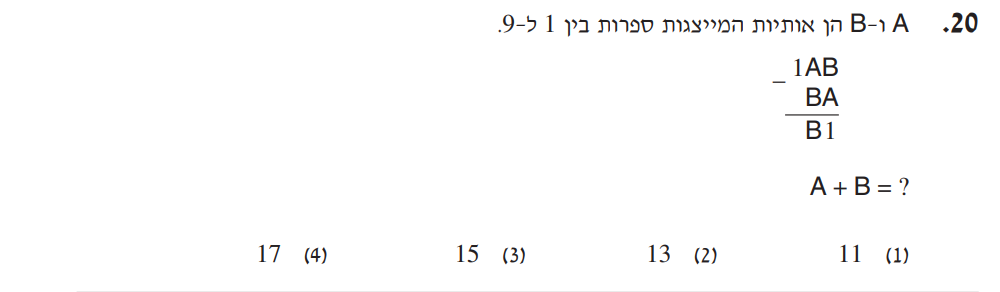 20. A ו-B הן אותיות המייצגות ספרות בין 1 ל-9.
1AB
−
BA
B1
A + B = ?
(1) 11 (2) 13 (3) 15 (4) 17